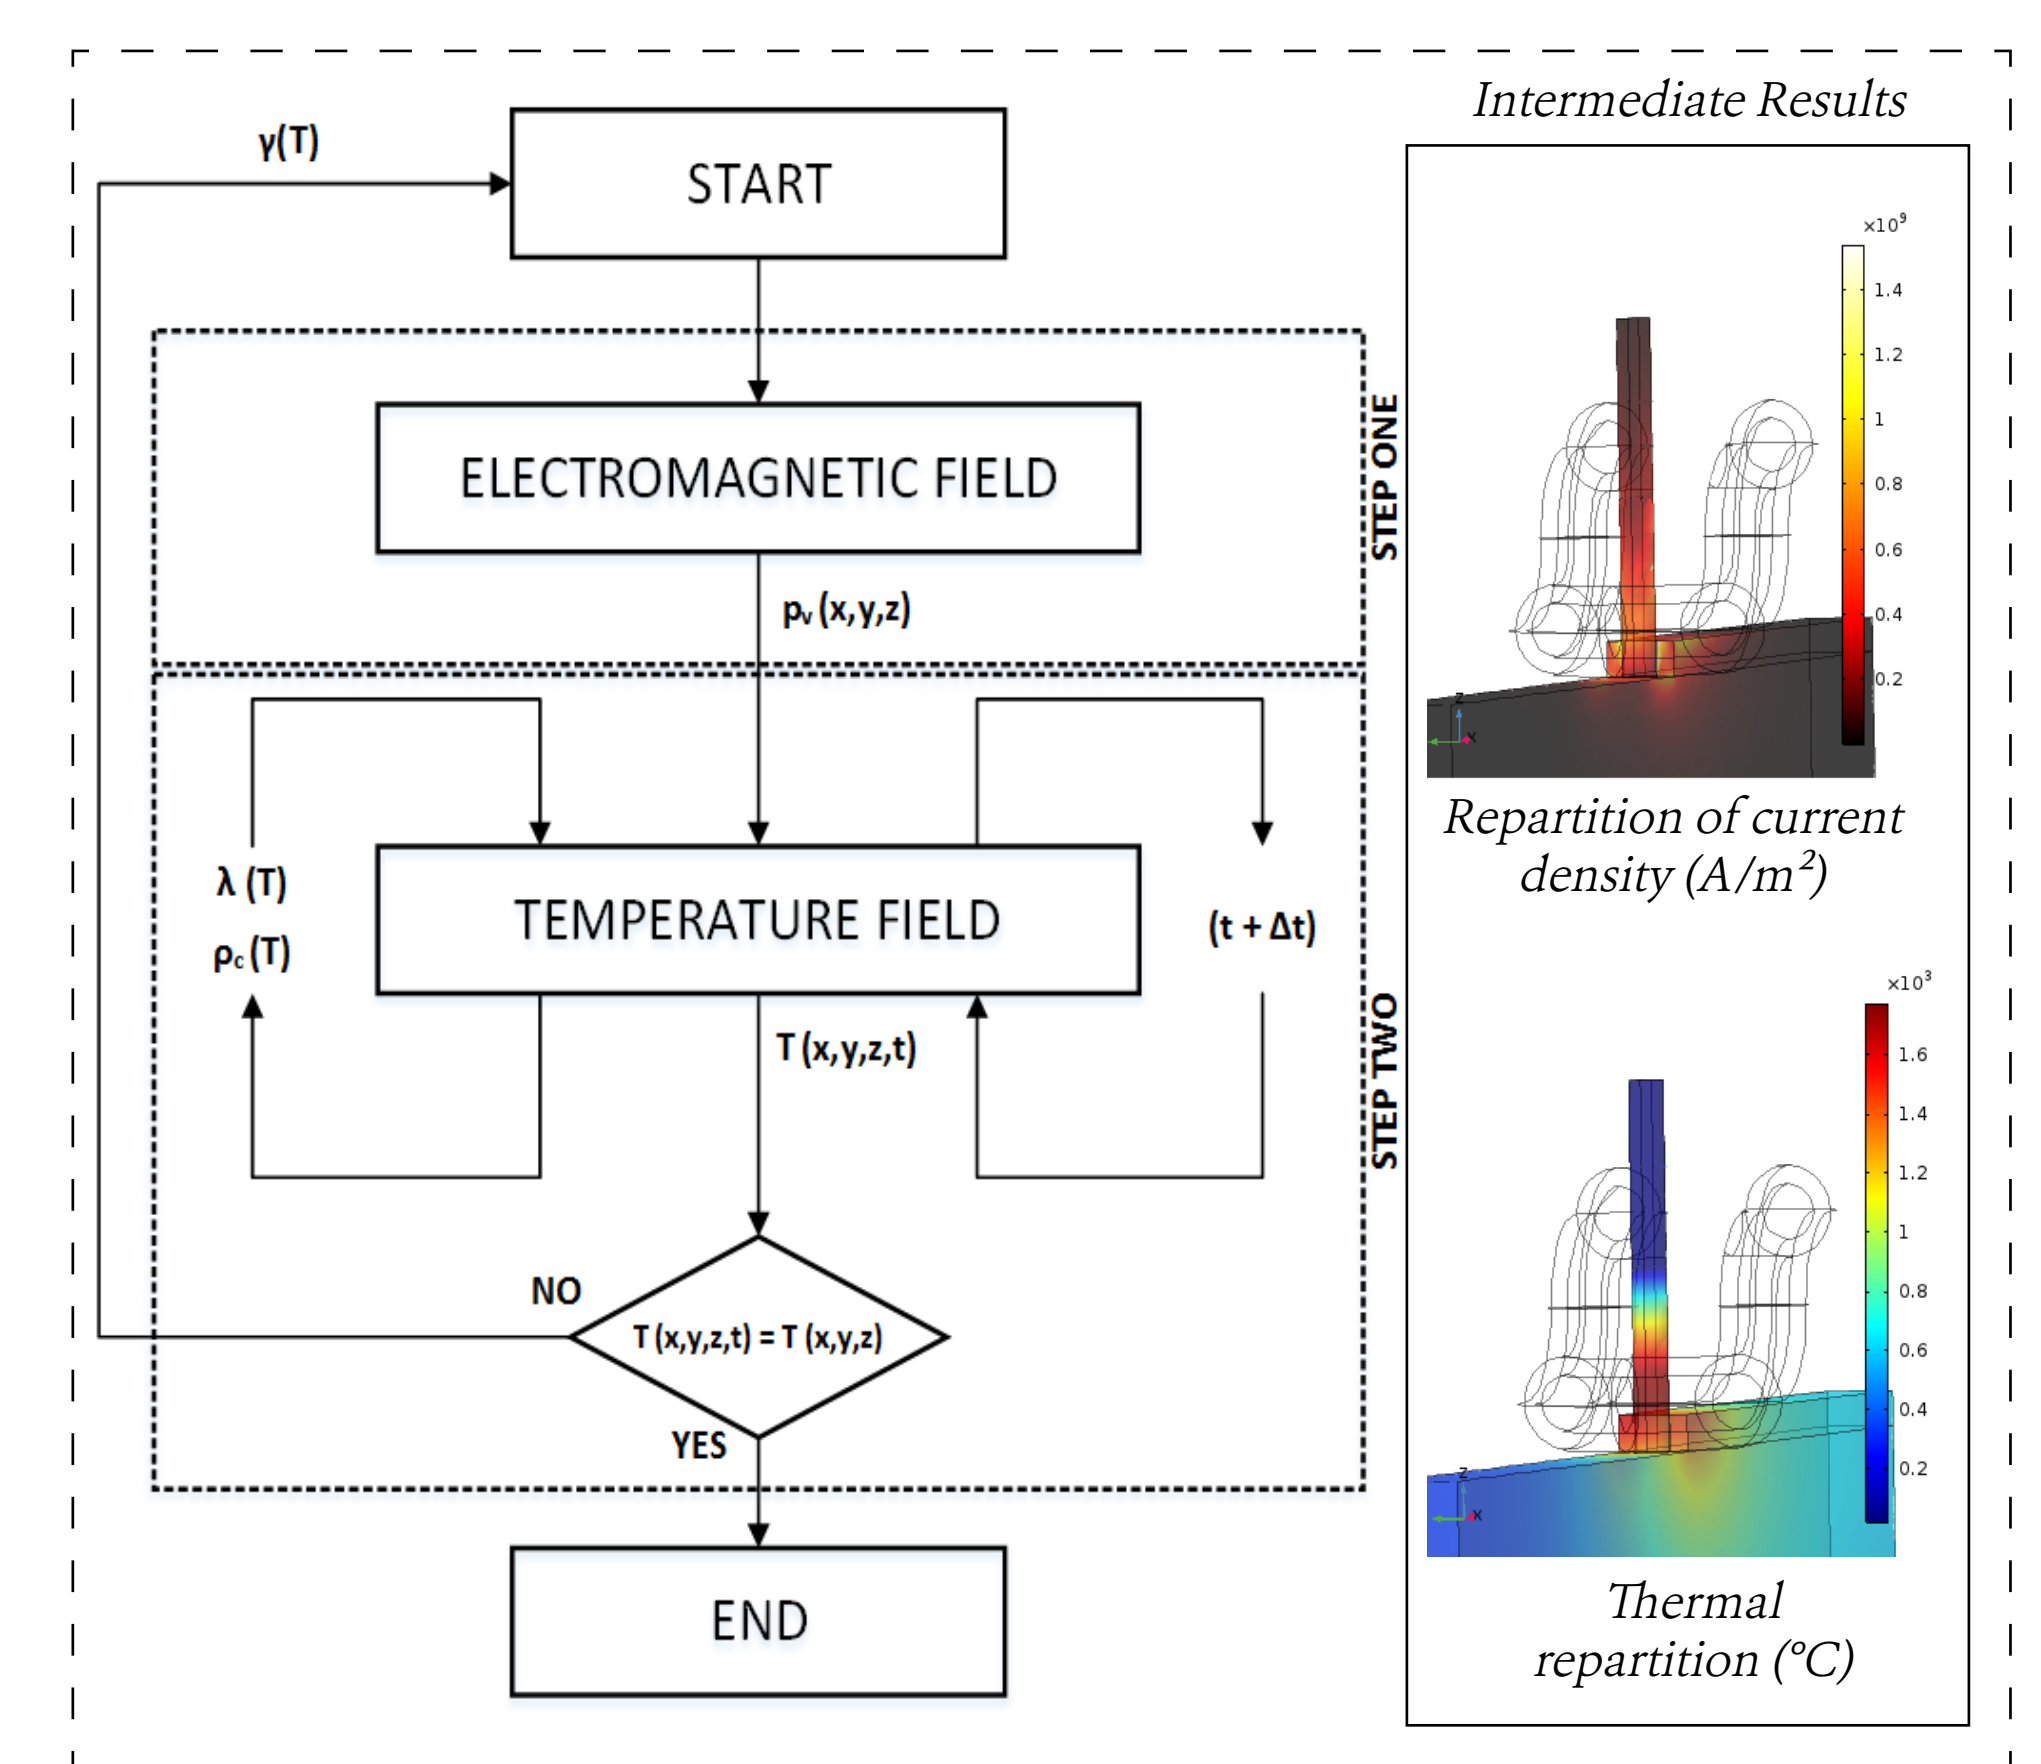 γ(T)
START
ELECTROMAGNETIC FIELD
pᵥ (x,y,z)
STEP ONE
λ (T)
ρc (T)
TEMPERATURE FIELD
(t + Δt)
T (x,y,z,t)
STEP TWO
NO
T (x,y,z,t) = T (x,y,z)
YES
END
Intermediate Results
×10⁹
1.4
1.2
1
0.8
0.6
0.4
0.2
z
x
Repartition of current
density (A/m²)
×10³
1.6
1.4
1.2
1
0.8
0.6
0.4
0.2
z
x
Thermal
repartition (°C)